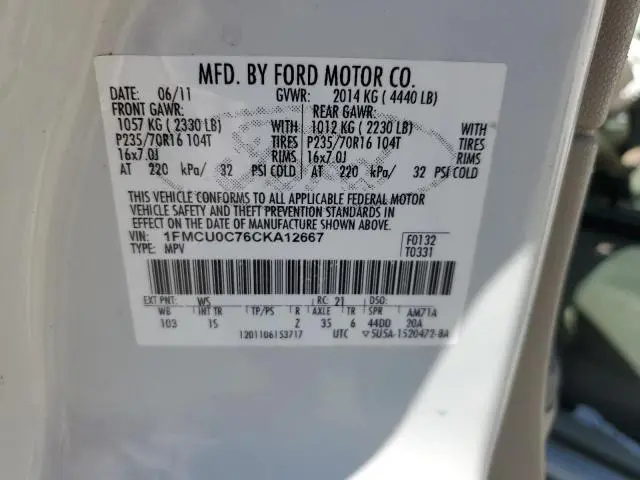 MFD. BY FORD MOTOR CO.
DATE: 06/11 GVWR: 2014 KG ( 4440 LB)
FRONT GAWR: REAR GAWR:
1057 KG ( 2330 LB) WITH 1012 KG ( 2230 LB) WITH
P235/70R16 104T TIRES P235/70R16 104T TIRES
16x7.0J RIMS 16x7.0J RIMS
AT 220 kPa/ 32 PSI COLD AT 220 kPa/ 32 PSI COLD
THIS VEHICLE CONFORMS TO ALL APPLICABLE FEDERAL MOTOR
VEHICLE SAFETY AND THEFT PREVENTION STANDARDS IN
EFFECT ON THE DATE OF MANUFACTURE SHOWN ABOVE.
VIN: 1FMCU0C76CKA12667 F0132
TYPE: MPV T0331
EXT PNT: WS RC: 21 DSO:
WB INT TR TP/PS R AXLE TR SPR AM71A
103 IS Z 35 6 44DD 20A
1201106153717 UTC ▽5U5A-1520472-BA